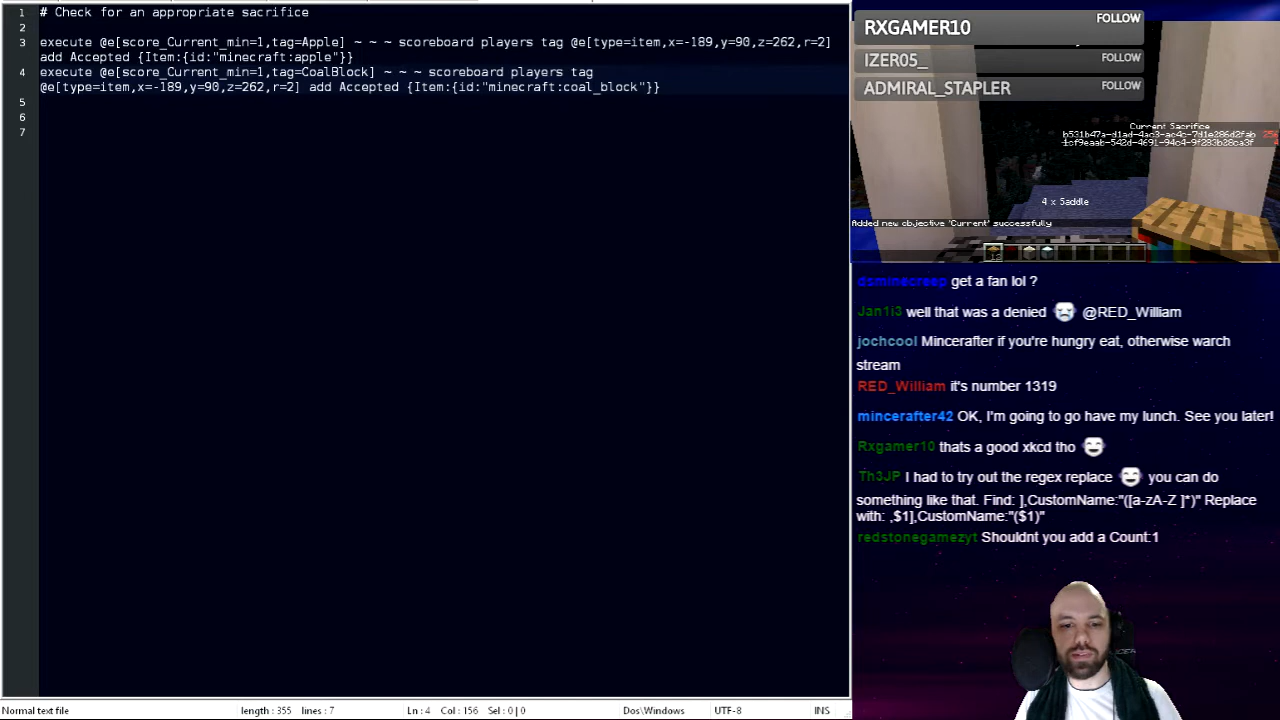 1 # Check for an appropriate sacrifice
2
3 execute @e[score_Current_min=1,tag=Apple] ~ ~ ~ scoreboard players tag @e[type=item,x=-189,y=90,z=262,r=2]
add Accepted {Item:{id:"minecraft:apple"}}
4 execute @e[score_Current_min=1,tag=CoalBlock] ~ ~ ~ scoreboard players tag
@e[type=item,x=-189,y=90,z=262,r=2] add Accepted {Item:{id:"minecraft:coal_block"}}
5
6
7
RXGAMER10 FOLLOW
IZER05_ FOLLOW
ADMIRAL_STAPLER FOLLOW
Current Sacrifice
4 x Saddle
Added new objective 'Current' successfully
12
dsminecreep get a fan lol ?
Jan1i3 well that was a denied @RED_William
jochcool Mincerafter if you're hungry eat, otherwise warch
stream
RED_William it's number 1319
mincerafter42 OK, I'm going to go have my lunch. See you later!
Rxgamer10 thats a good xkcd tho
Th3JP I had to try out the regex replace you can do
something like that. Find: ],CustomName:"([a-zA-Z ]*)" Replace
with: ,$1],CustomName:"($1)"
redstonegamezyt Shouldnt you add a Count:1
Normal text file length : 355 lines : 7 Ln : 4 Col : 156 Sel : 0 | 0 Dos\Windows UTF-8 INS